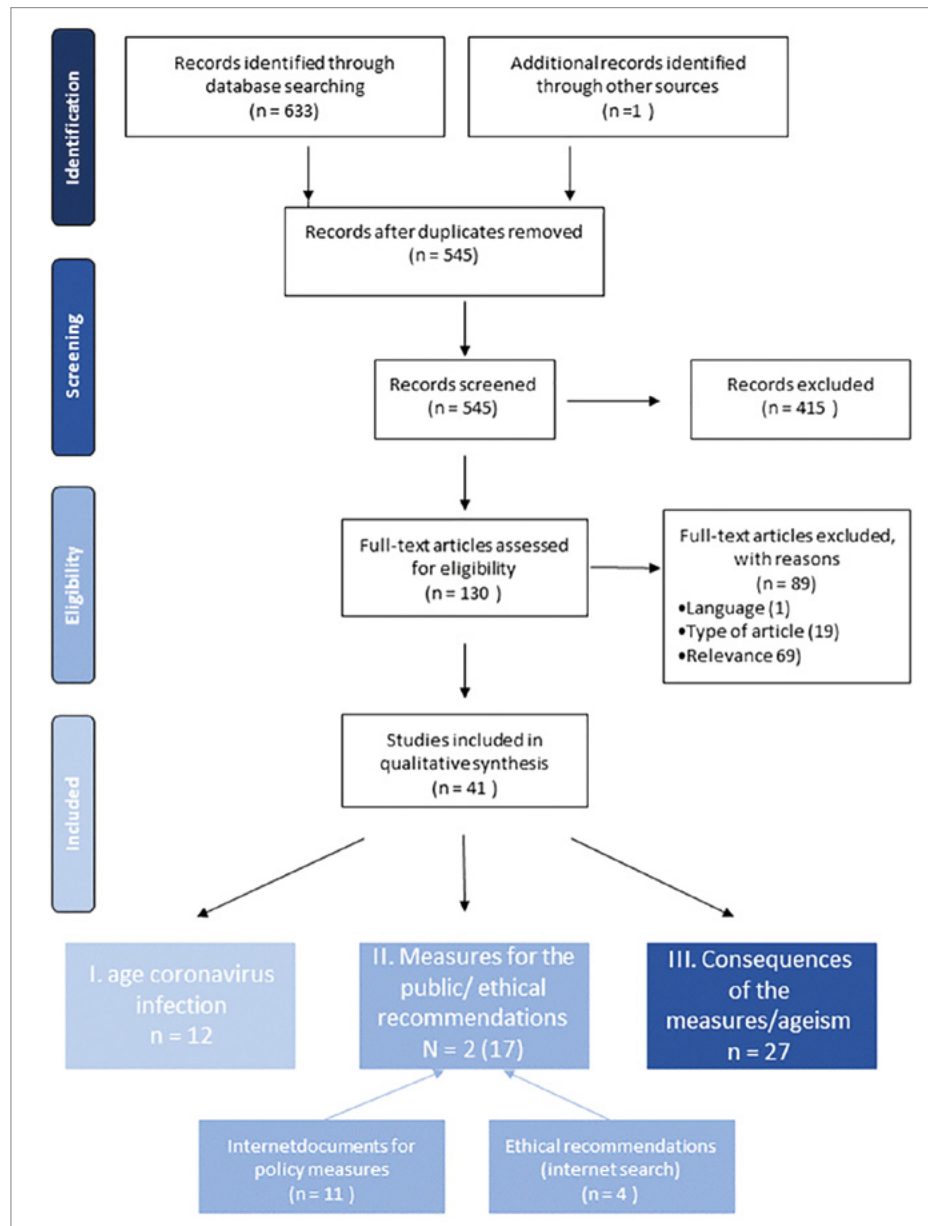 Identification
Records identified through
database searching
(n = 633)
Additional records identified
through other sources
(n =1 )
Records after duplicates removed
(n = 545)
Screening
Records screened
(n = 545)
Records excluded
(n = 415 )
Eligibility
Full-text articles assessed
for eligibility
(n = 130 )
Full-text articles excluded,
with reasons
(n = 89)
•Language (1)
•Type of article (19)
•Relevance 69)
Included
Studies included in
qualitative synthesis
(n = 41 )
I. age coronavirus
infection
n = 12
II. Measures for the
public/ ethical
recommendations
N = 2 (17)
III. Consequences
of the
measures/ageism
n = 27
Internetdocuments for
policy measures
(n = 11 )
Ethical recommendations
(internet search)
(n = 4 )